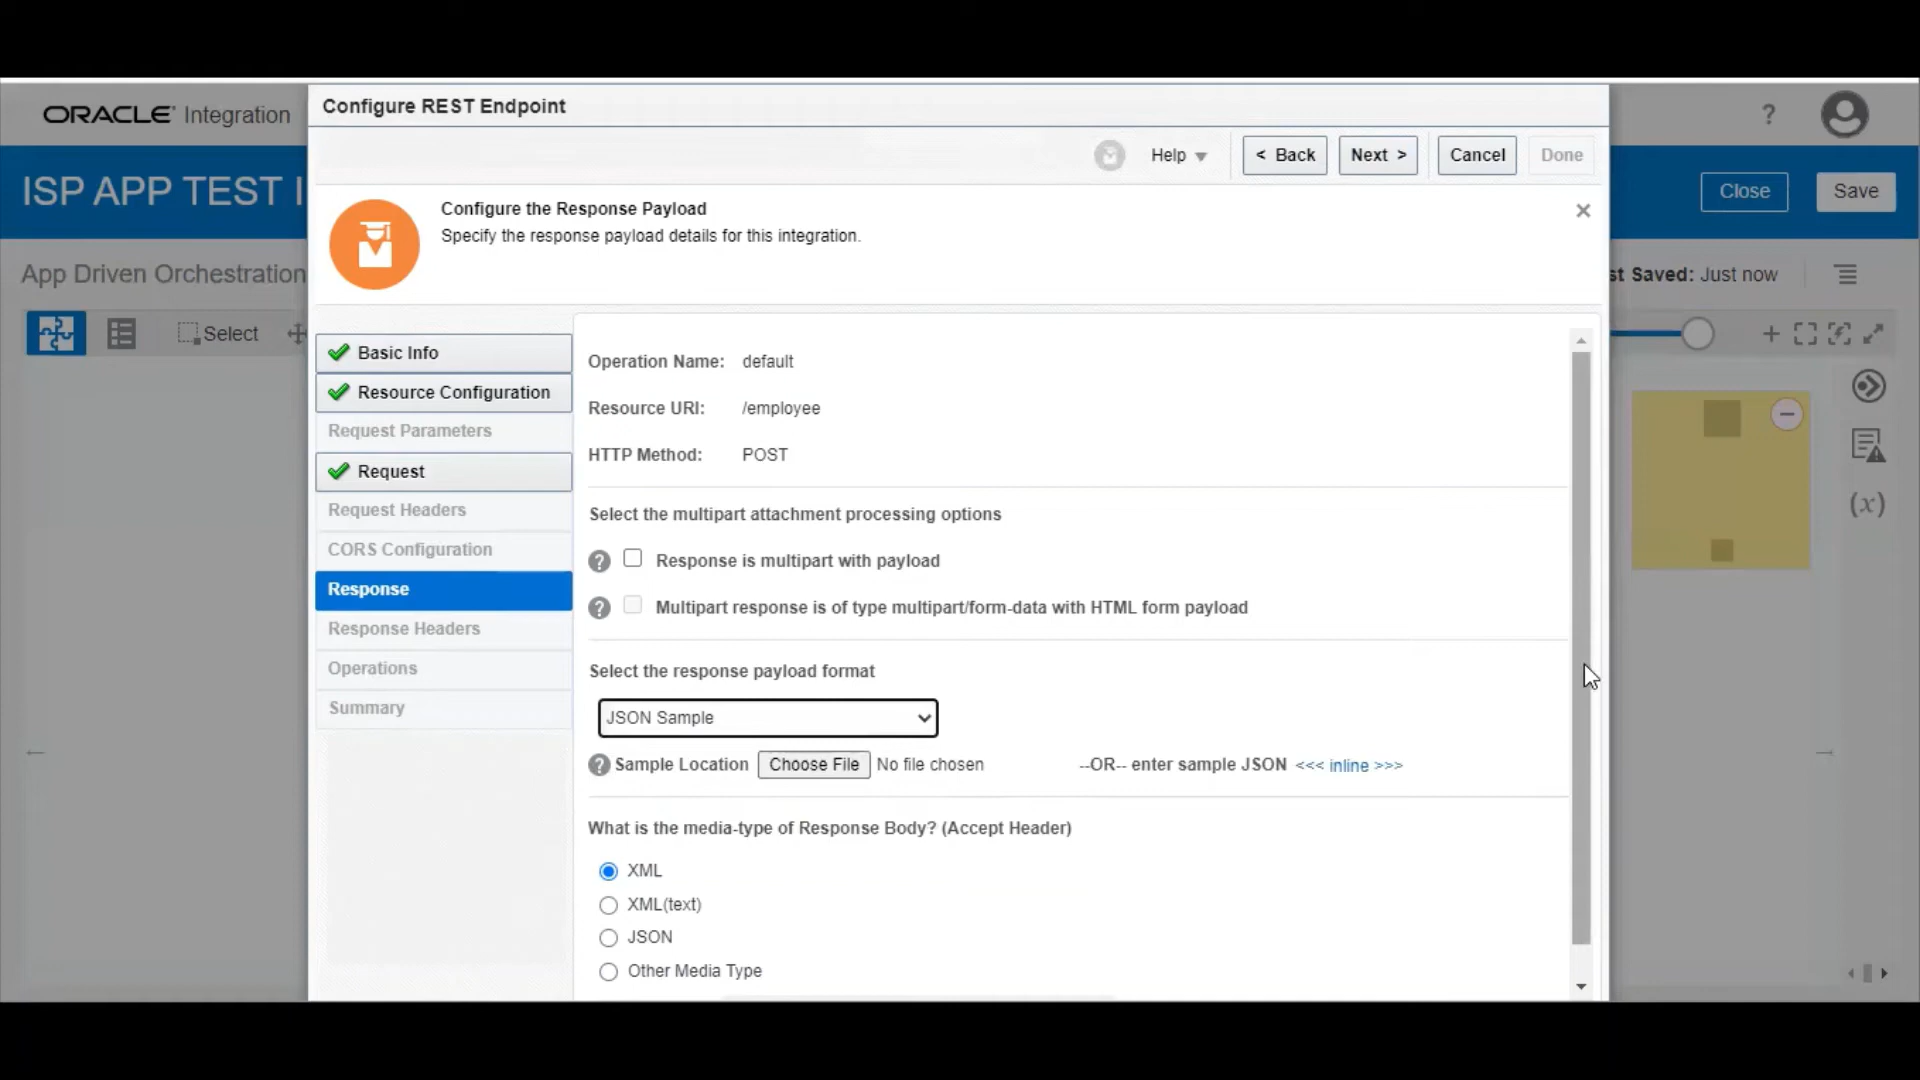 Configure REST Endpoint
ORACLE Integration
?
Help
< Back
Next >
Cancel
Done
ISP APP TEST I
Close
Save
Configure the Response Payload
Specify the response payload details for this integration.
App Driven Orchestration
st Saved: Just now
Select
Basic Info
Resource Configuration
Request Parameters
Request
Request Headers
CORS Configuration
Response
Response Headers
Operations
Summary
Operation Name: default
Resource URI: /employee
HTTP Method: POST
Select the multipart attachment processing options
? Response is multipart with payload
? Multipart response is of type multipart/form-data with HTML form payload
Select the response payload format
JSON Sample
? Sample Location Choose File No file chosen --OR-- enter sample JSON <<< inline >>>
What is the media-type of Response Body? (Accept Header)
XML
XML(text)
JSON
Other Media Type
(x)